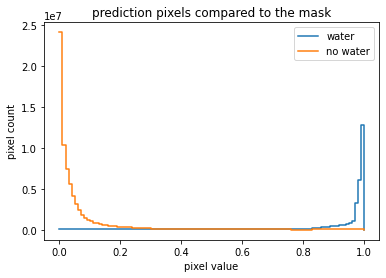 prediction pixels compared to the mask
1e7
water
no water
2.5
2.0
1.5
1.0
0.5
0.0
pixel count
0.0 0.2 0.4 0.6 0.8 1.0
pixel value